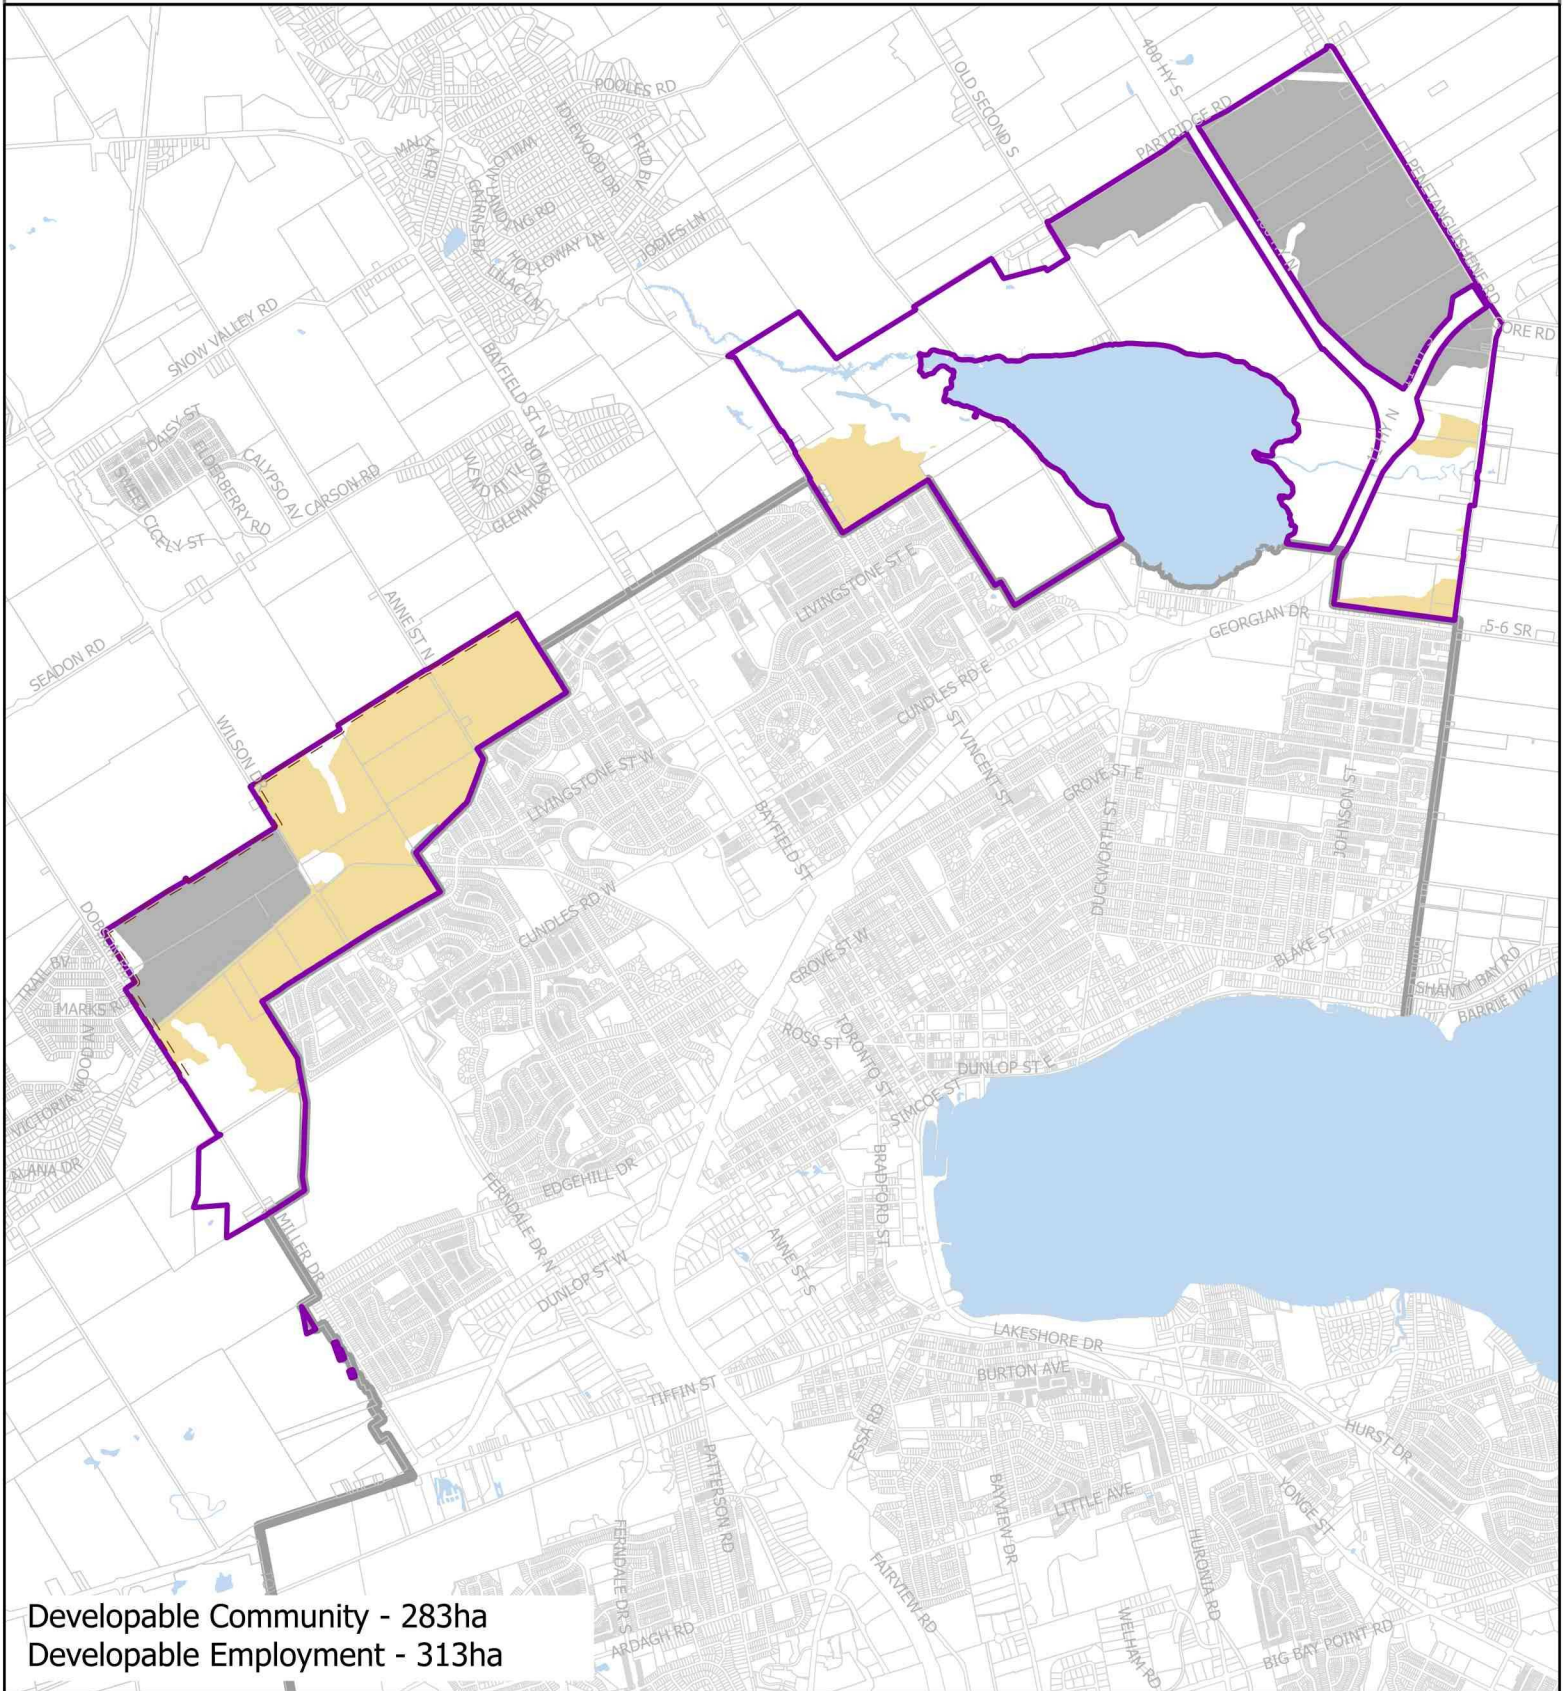 POOLES RD
OLD SECOND S
400 HY S
IDLEWOOD DR
FRID BV
PARTRIDGE RD
CAIRNS BV
JODIES LN
HOLLOWAY LN
LILAC LN
PENETANGUISHENE RD
SNOW VALLEY RD
BAYFIELD ST N
DAISY ST
ELDERBERRY RD
CALYPSO AV
CARSON RD
SWEET
CICELY ST
GLENHURON DR
11 HY N
ANNE ST N
LIVINGSTONE ST E
GEORGIAN DR
5-6 SR
SEADON RD
CUNDLES RD E
WILSON DR
ST VINCENT ST
LIVINGSTONE ST W
GROVE ST E
JOHNSON ST
BAYFIELD ST
DUCKWORTH ST
CUNDLES RD W
GROVE ST W
BLAKE ST
TRAIL BV
MARKS RD
SHANTY BAY RD
BARRIE TR
ROSS ST
TORONTO ST
DUNLOP ST E
SIMCOE ST
VICTORIA WOOD AV
ALANA DR
FERNDALE DR N
EDGEHILL DR
BRADFORD ST
MILLER DR
ANNE ST S
DUNLOP ST W
LAKESHORE DR
BURTON AVE
TIFFIN ST
ESSA RD
HURST DR
PATTERSON RD
BAYVIEW DR
LITTLE AVE
YONGE ST
FERNDALE DR S
FAIRVIEW RD
HURONIA RD
WELHAM RD
ARDAGH RD
BIG BAY POINT RD
Developable Community - 283ha
Developable Employment - 313ha